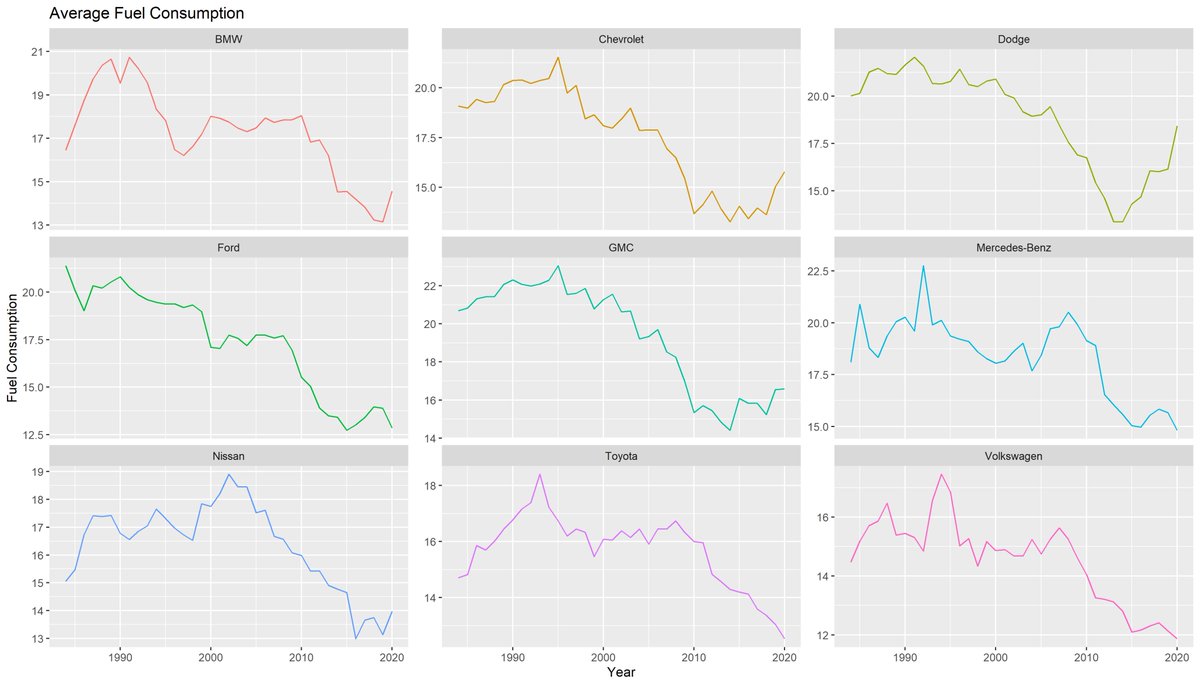 Average Fuel Consumption
BMW
Chevrolet
Dodge
21
19
17
15
13
20.0
17.5
15.0
20.0
17.5
15.0
Ford
GMC
Mercedes-Benz
20.0
17.5
15.0
12.5
22
20
18
16
14
22.5
20.0
17.5
15.0
Fuel Consumption
Nissan
Toyota
Volkswagen
19
18
17
16
15
14
13
18
16
14
16
14
12
1990 2000 2010 2020
1990 2000 2010 2020
1990 2000 2010 2020
Year